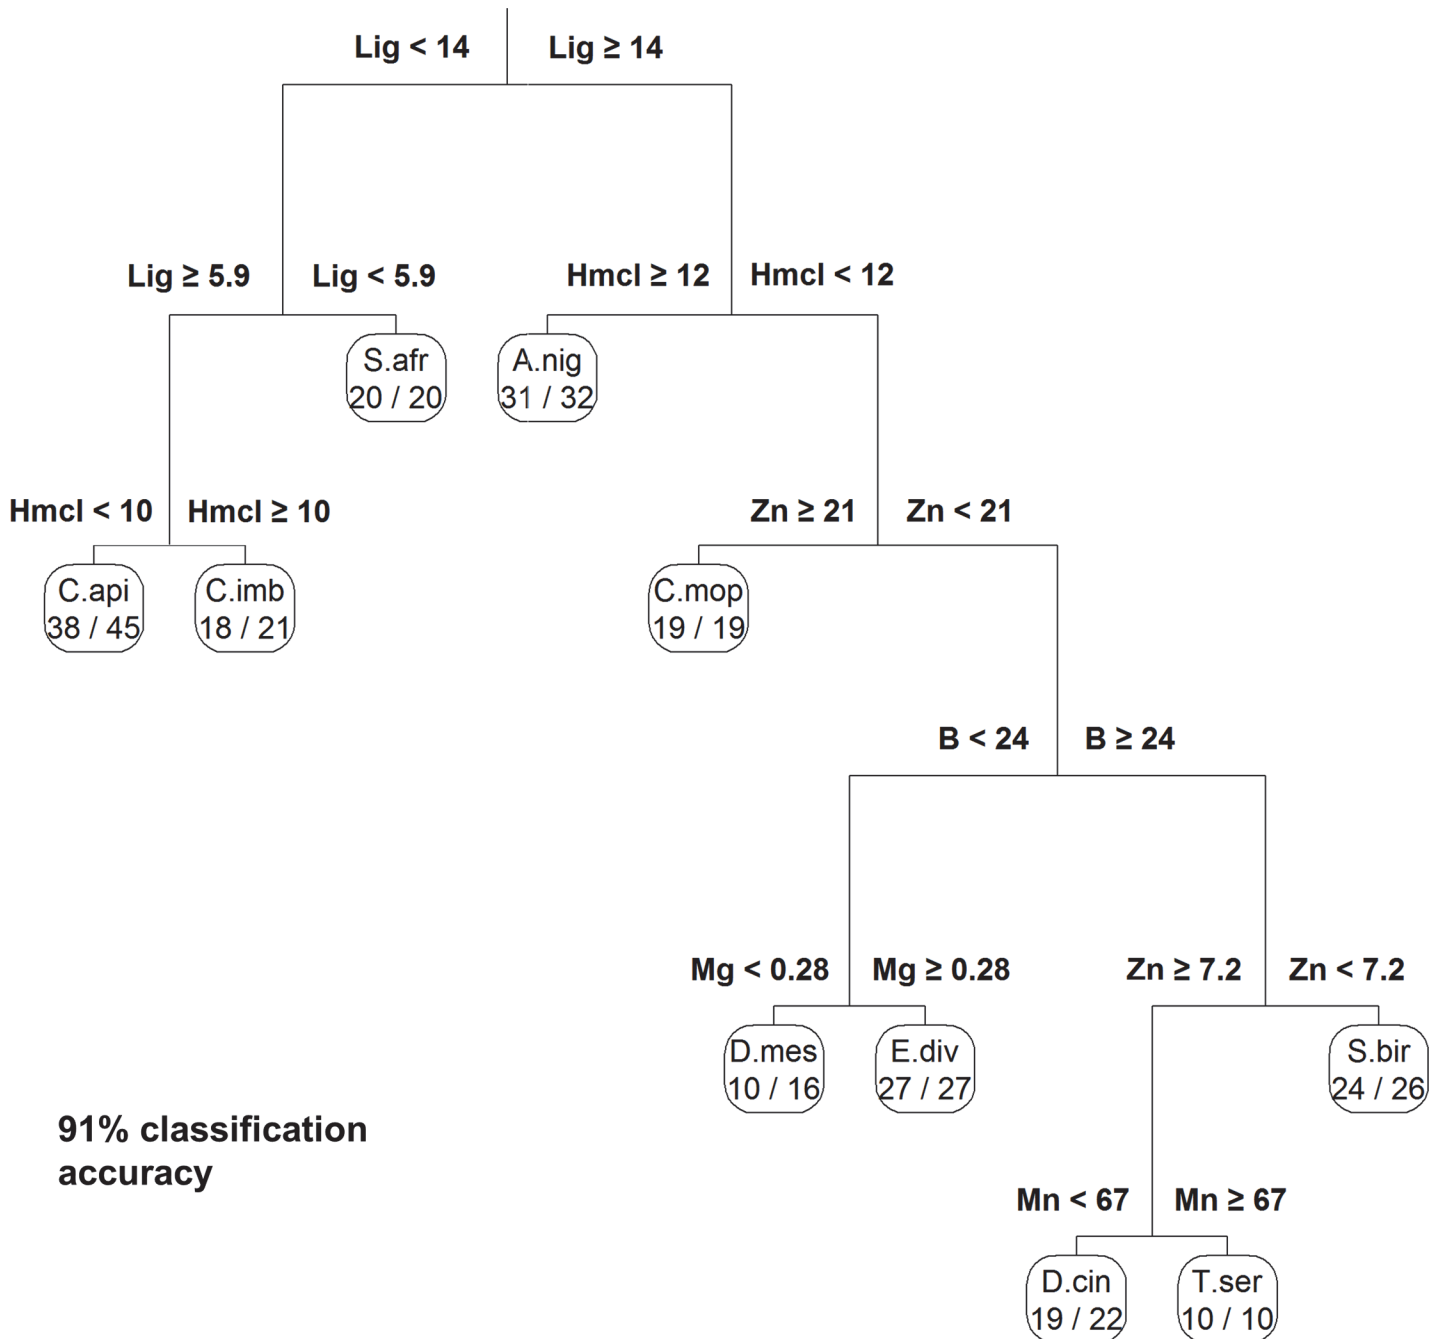 Lig < 14 Lig ≥ 14
Lig ≥ 5.9 Lig < 5.9 Hmcl ≥ 12 Hmcl < 12
S.afr A.nig
20 / 20 31 / 32
Hmcl < 10 Hmcl ≥ 10 Zn ≥ 21 Zn < 21
C.api C.imb C.mop
38 / 45 18 / 21 19 / 19
B < 24 B ≥ 24
Mg < 0.28 Mg ≥ 0.28 Zn ≥ 7.2 Zn < 7.2
D.mes E.div S.bir
10 / 16 27 / 27 24 / 26
91% classification
accuracy
Mn < 67 Mn ≥ 67
D.cin T.ser
19 / 22 10 / 10